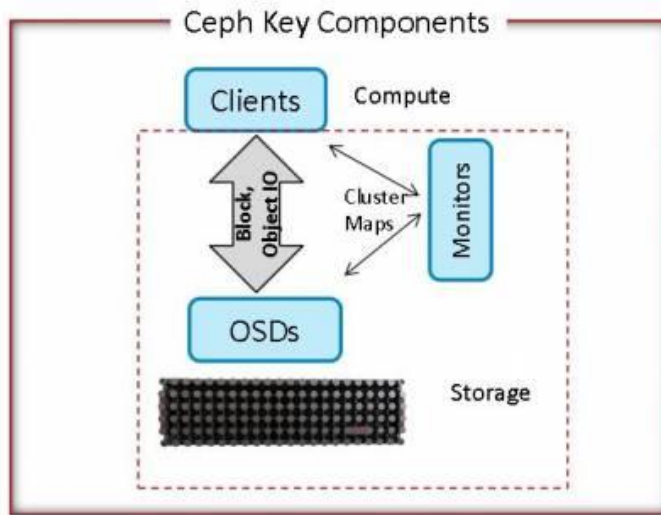 Ceph Key Components
Clients
Compute
Block,
Object IO
Cluster
Maps
Monitors
OSDs
Storage